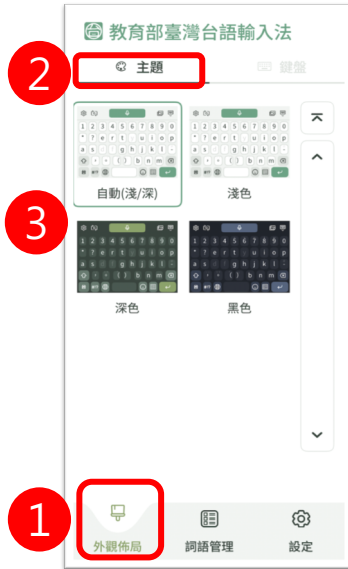 教育部臺灣台語輸入法
2
主題
鍵盤
自動(淺/深)
淺色
3
深色
黑色
1
外觀佈局
詞語管理
設定